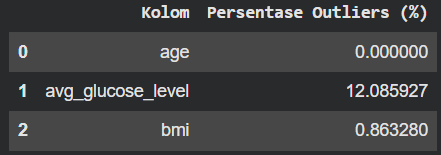 Kolom Persentase Outliers (%)
0 age 0.000000
1 avg_glucose_level 12.085927
2 bmi 0.863280